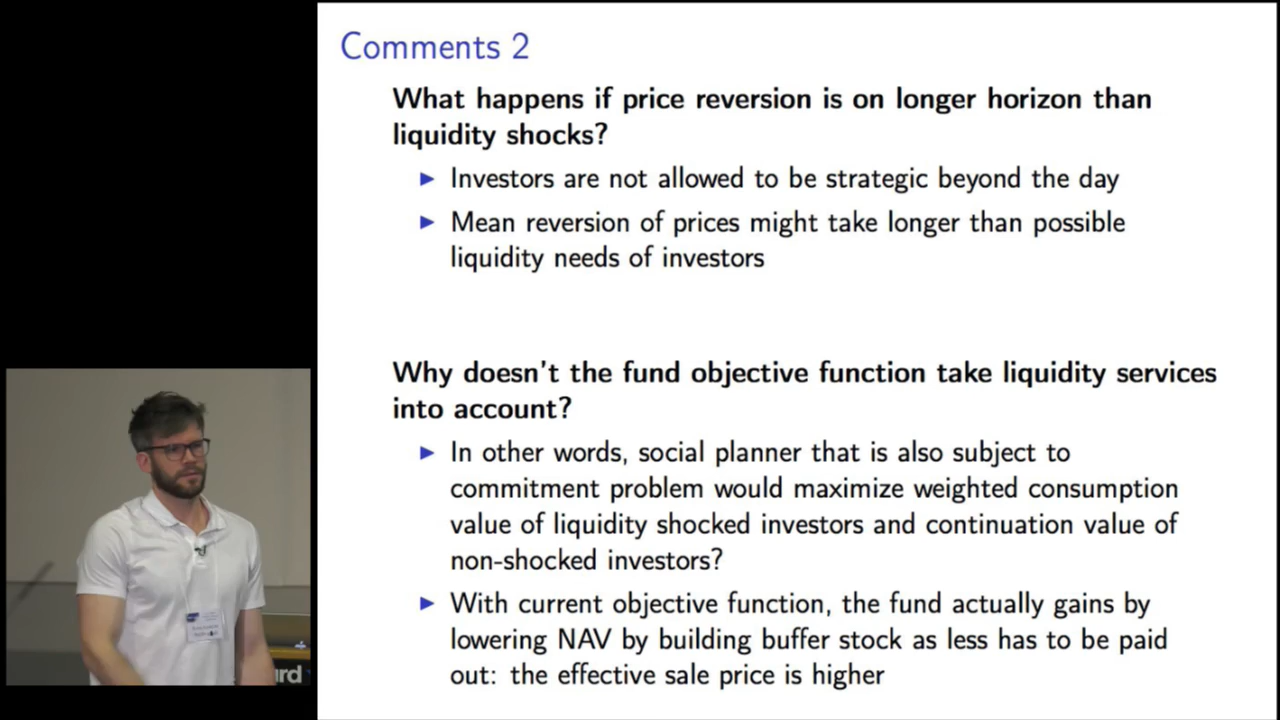 Comments 2
What happens if price reversion is on longer horizon than
liquidity shocks?
▶ Investors are not allowed to be strategic beyond the day
▶ Mean reversion of prices might take longer than possible
liquidity needs of investors
Why doesn't the fund objective function take liquidity services
into account?
▶ In other words, social planner that is also subject to
commitment problem would maximize weighted consumption
value of liquidity shocked investors and continuation value of
non-shocked investors?
▶ With current objective function, the fund actually gains by
lowering NAV by building buffer stock as less has to be paid
out: the effective sale price is higher